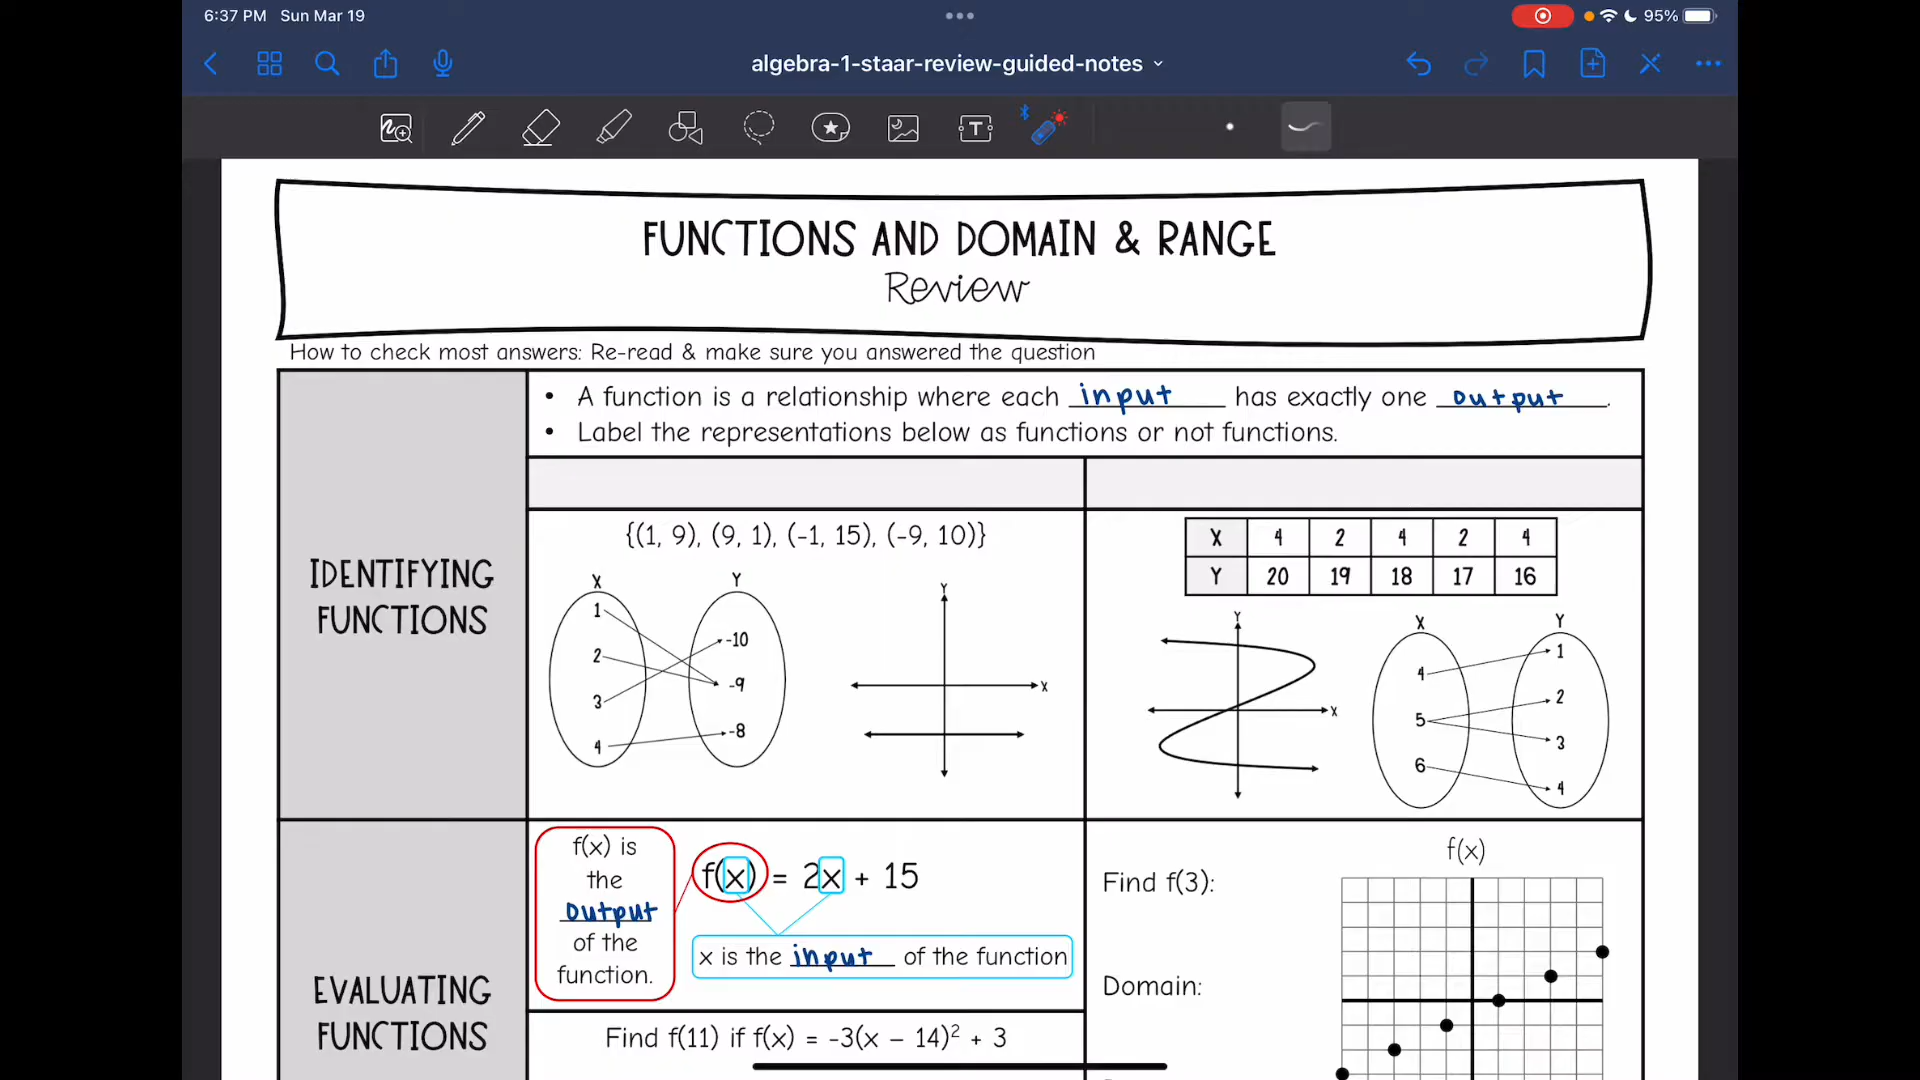 6:37 PM Sun Mar 19
95%
algebra-1-staar-review-guided-notes
T
FUNCTIONS AND DOMAIN & RANGE
Review
How to check most answers: Re-read & make sure you answered the question
IDENTIFYING
FUNCTIONS
• A function is a relationship where each input has exactly one output.
• Label the representations below as functions or not functions.
{(1, 9), (9, 1), (-1, 15), (-9, 10)}
X Y
1
2
3
4
-10
-9
-8
Y
X
X 4 2 4 2 4
Y 20 19 18 17 16
Y
X
X Y
4
5
6
1
2
3
4
EVALUATING
FUNCTIONS
f(x) is
the
output
of the
function.
f(x) = 2x + 15
x is the input of the function
Find f(11) if f(x) = -3(x – 14)² + 3
Find f(3):
Domain:
f(x)